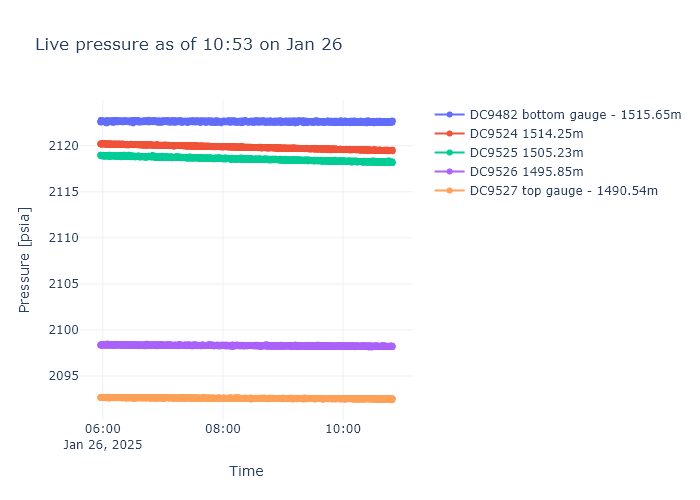 Live pressure as of 10:53 on Jan 26
DC9482 bottom gauge - 1515.65m
DC9524 1514.25m
DC9525 1505.23m
DC9526 1495.85m
DC9527 top gauge - 1490.54m
Pressure [psia]
2120
2115
2110
2105
2100
2095
06:00 08:00 10:00
Jan 26, 2025
Time